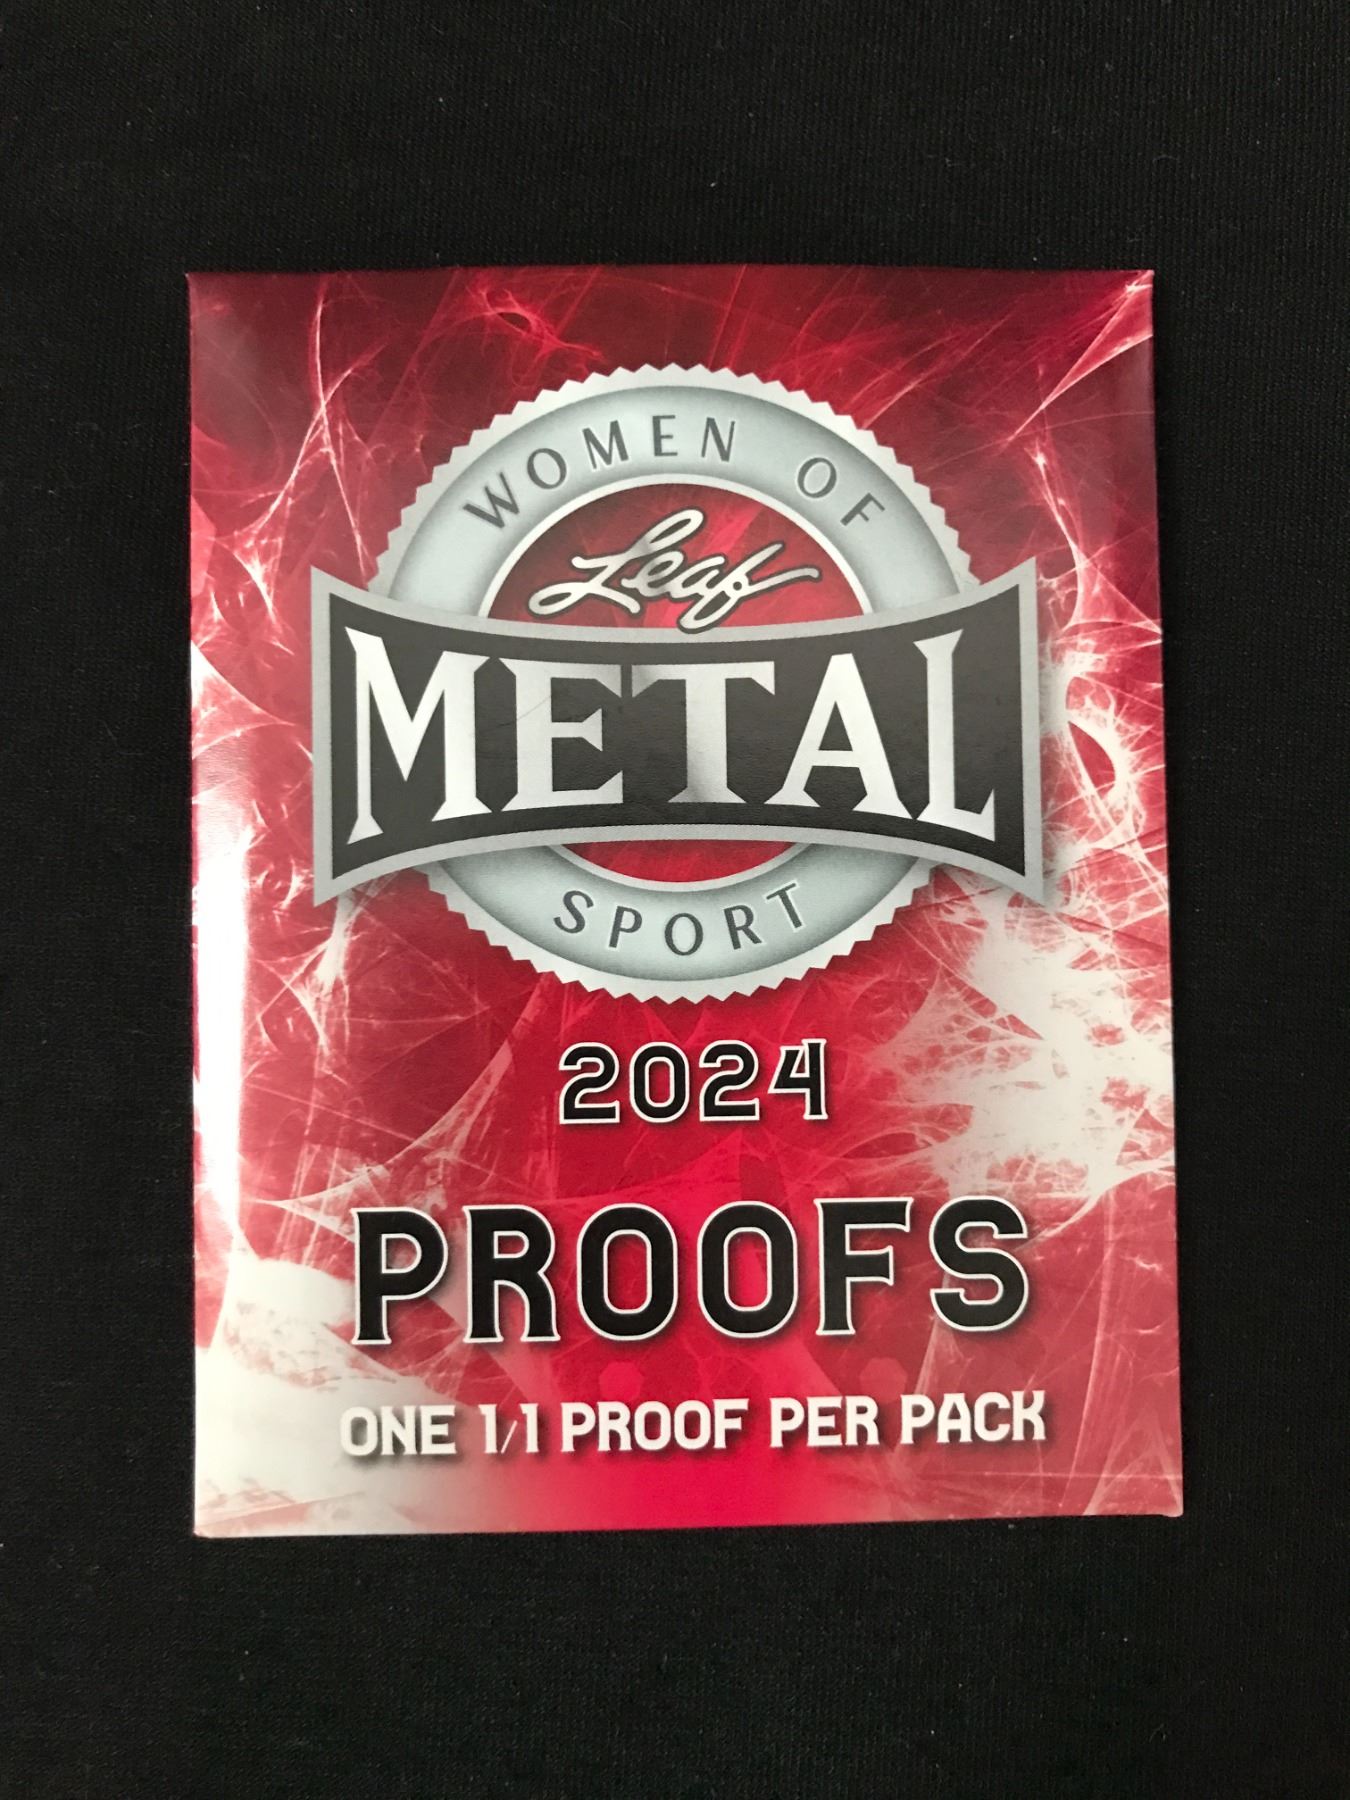 WOMEN OF
Leaf
METAL
SPORT
2024
PROOFS
ONE 1/1 PROOF PER PACK